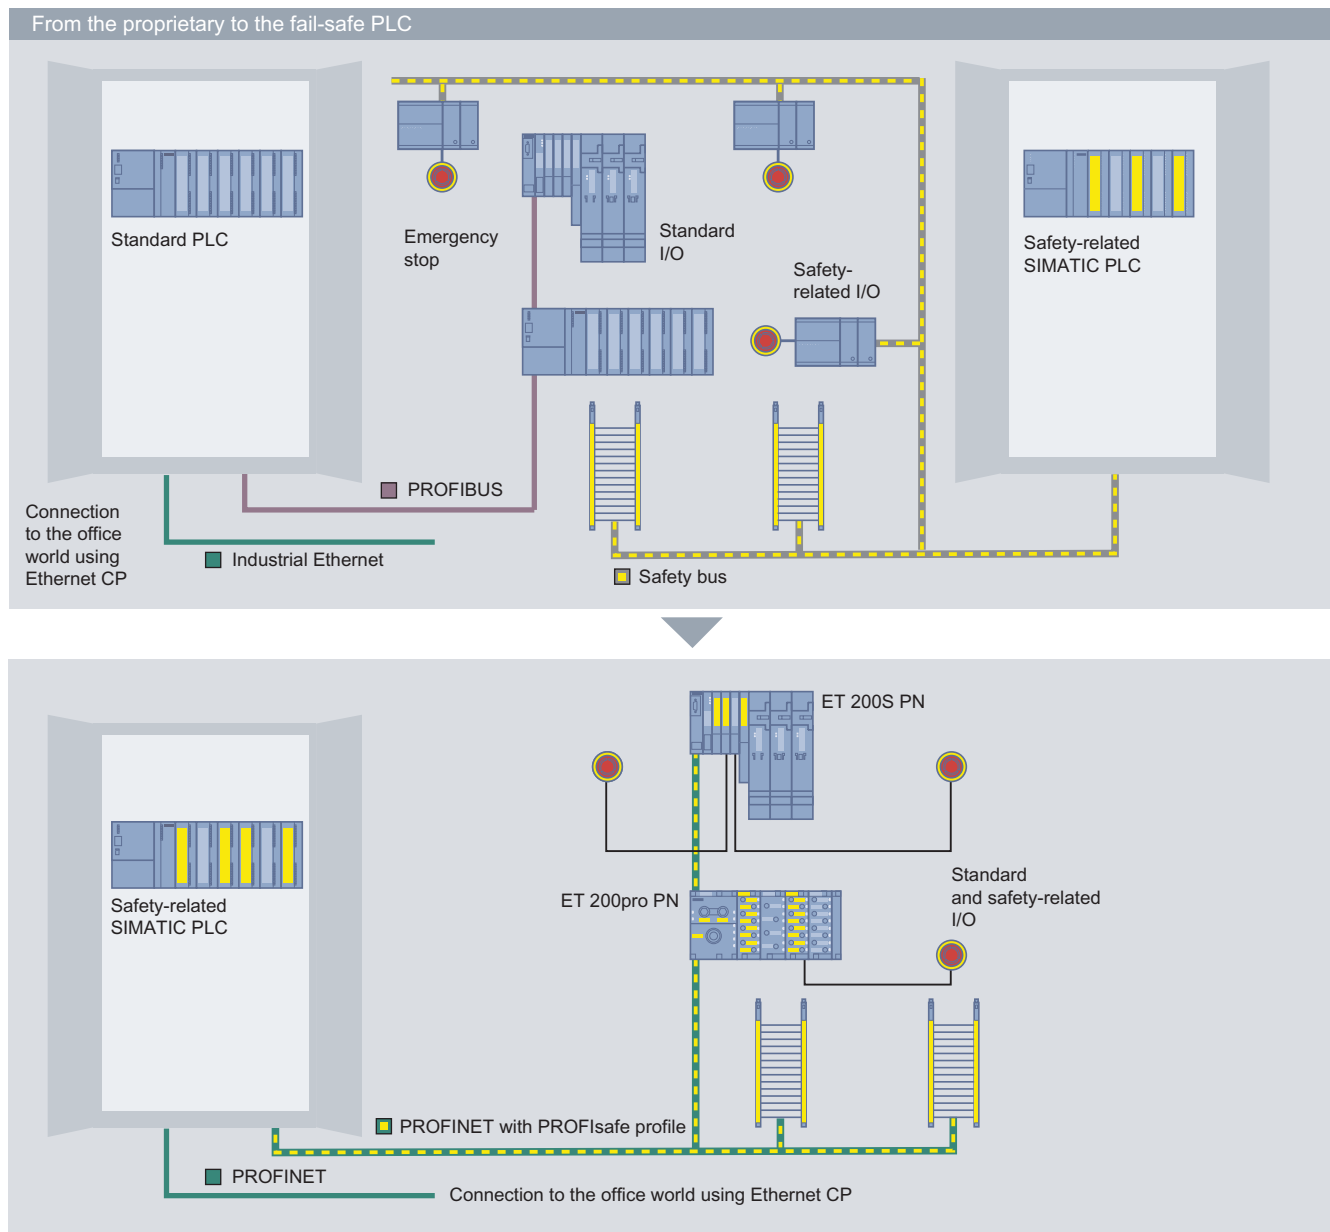 From the proprietary to the fail-safe PLC
Standard PLC
Emergency
stop
Standard
I/O
Safety-
related I/O
Safety-related
SIMATIC PLC
PROFIBUS
Connection
to the office
world using
Ethernet CP
Industrial Ethernet
Safety bus
ET 200S PN
ET 200pro PN
Standard
and safety-related
I/O
Safety-related
SIMATIC PLC
PROFINET with PROFIsafe profile
PROFINET
Connection to the office world using Ethernet CP